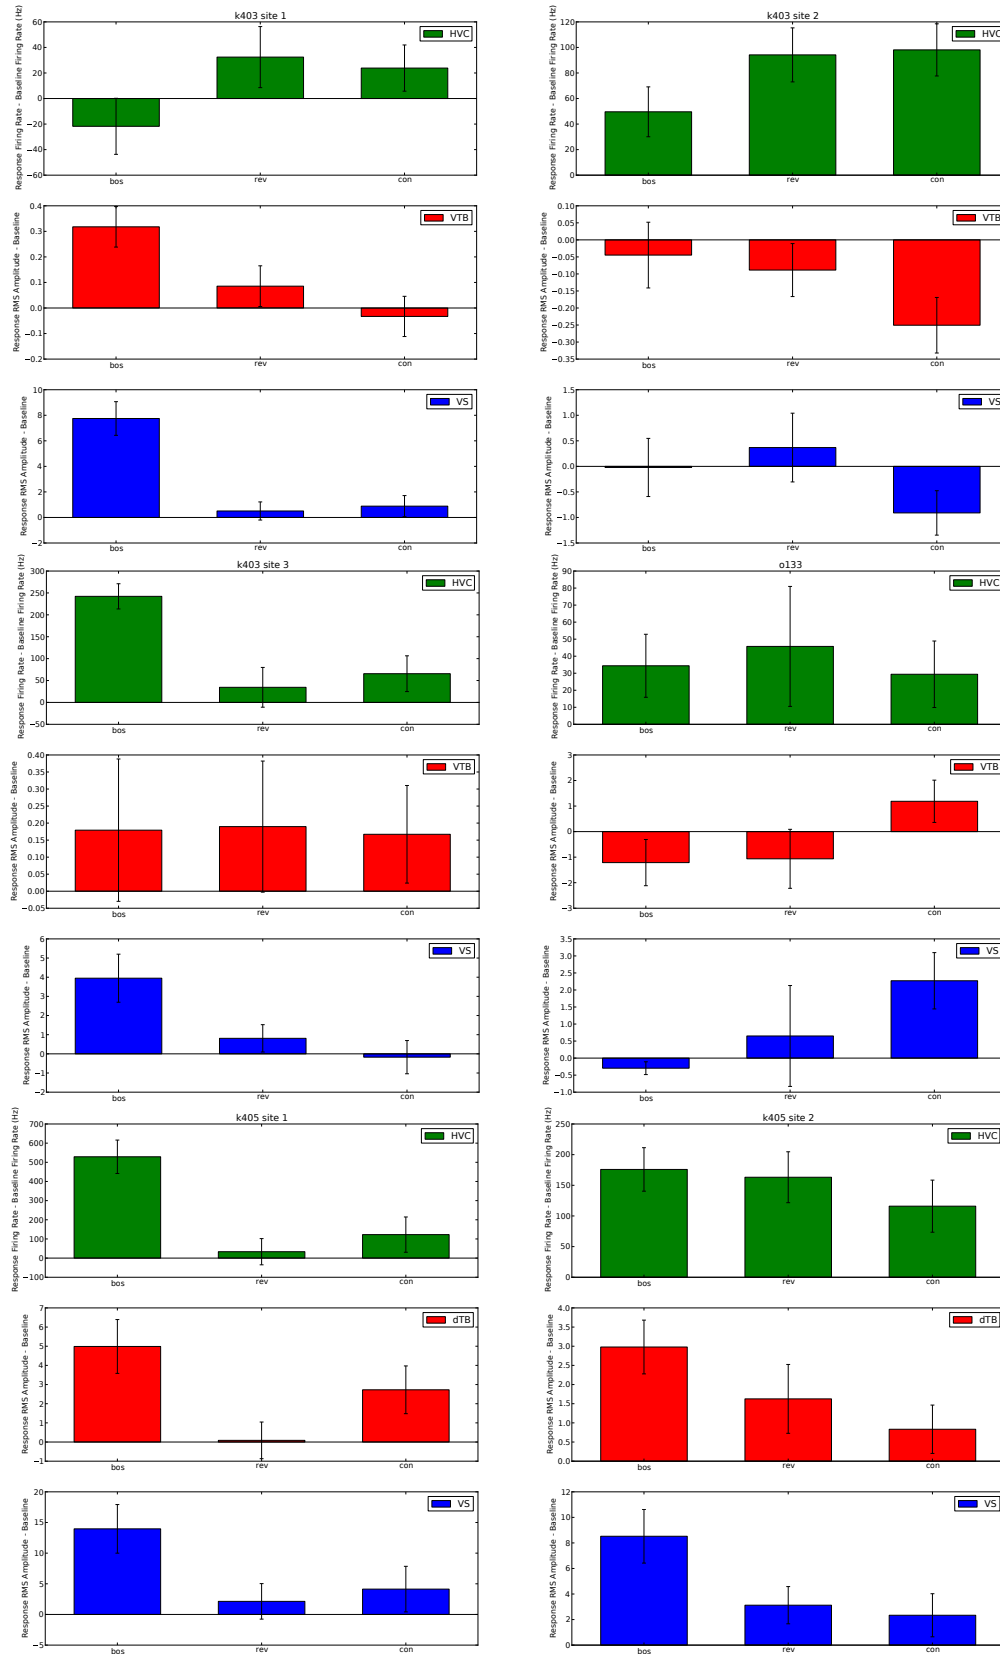 k403 site 1
Response Firing Rate - Baseline Firing Rate (Hz)
60
40
20
0
−20
−40
−60
HVC
bos rev con
Response RMS Amplitude - Baseline
0.4
0.3
0.2
0.1
0.0
−0.1
−0.2
VTB
bos rev con
Response RMS Amplitude - Baseline
10
8
6
4
2
0
−2
VS
bos rev con
k403 site 2
Response Firing Rate - Baseline Firing Rate (Hz)
120
100
80
60
40
20
0
HVC
bos rev con
Response RMS Amplitude - Baseline
0.10
0.05
0.00
−0.05
−0.10
−0.15
−0.20
−0.25
−0.30
−0.35
VTB
bos rev con
Response RMS Amplitude - Baseline
1.5
1.0
0.5
0.0
−0.5
−1.0
−1.5
VS
bos rev con
k403 site 3
Response Firing Rate - Baseline Firing Rate (Hz)
300
250
200
150
100
50
0
−50
HVC
bos rev con
Response RMS Amplitude - Baseline
0.40
0.35
0.30
0.25
0.20
0.15
0.10
0.05
0.00
−0.05
VTB
bos rev con
Response RMS Amplitude - Baseline
6
5
4
3
2
1
0
−1
−2
VS
bos rev con
o133
Response Firing Rate - Baseline Firing Rate (Hz)
90
80
70
60
50
40
30
20
10
0
HVC
bos rev con
Response RMS Amplitude - Baseline
3
2
1
0
−1
−2
−3
VTB
bos rev con
Response RMS Amplitude - Baseline
3.5
3.0
2.5
2.0
1.5
1.0
0.5
0.0
−0.5
−1.0
VS
bos rev con
k405 site 1
Response Firing Rate - Baseline Firing Rate (Hz)
700
600
500
400
300
200
100
0
−100
HVC
bos rev con
Response RMS Amplitude - Baseline
7
6
5
4
3
2
1
0
−1
dTB
bos rev con
Response RMS Amplitude - Baseline
20
15
10
5
0
−5
VS
bos rev con
k405 site 2
Response Firing Rate - Baseline Firing Rate (Hz)
250
200
150
100
50
0
HVC
bos rev con
Response RMS Amplitude - Baseline
4.0
3.5
3.0
2.5
2.0
1.5
1.0
0.5
0.0
dTB
bos rev con
Response RMS Amplitude - Baseline
12
10
8
6
4
2
0
VS
bos rev con